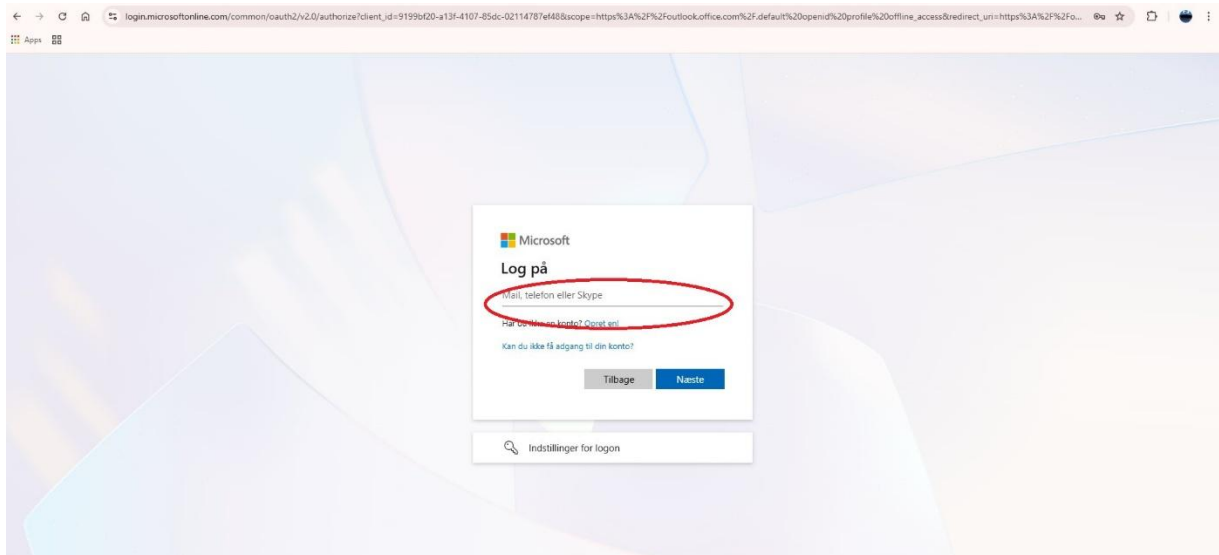 login.microsoftonline.com/common/oauth2/v2.0/authorize?client_id=9199bf20-a13f-4107-85dc-02114787ef48&scope=https%3A%2F%2Foutlook.office.com%2F.default%20openid%20profile%20offline_access&redirect_uri=https%3A%2F%2Fo...
Apps
Microsoft
Log på
Mail, telefon eller Skype
Har du ikke en konto? Opret en!
Kan du ikke få adgang til din konto?
Tilbage Næste
Indstillinger for logon